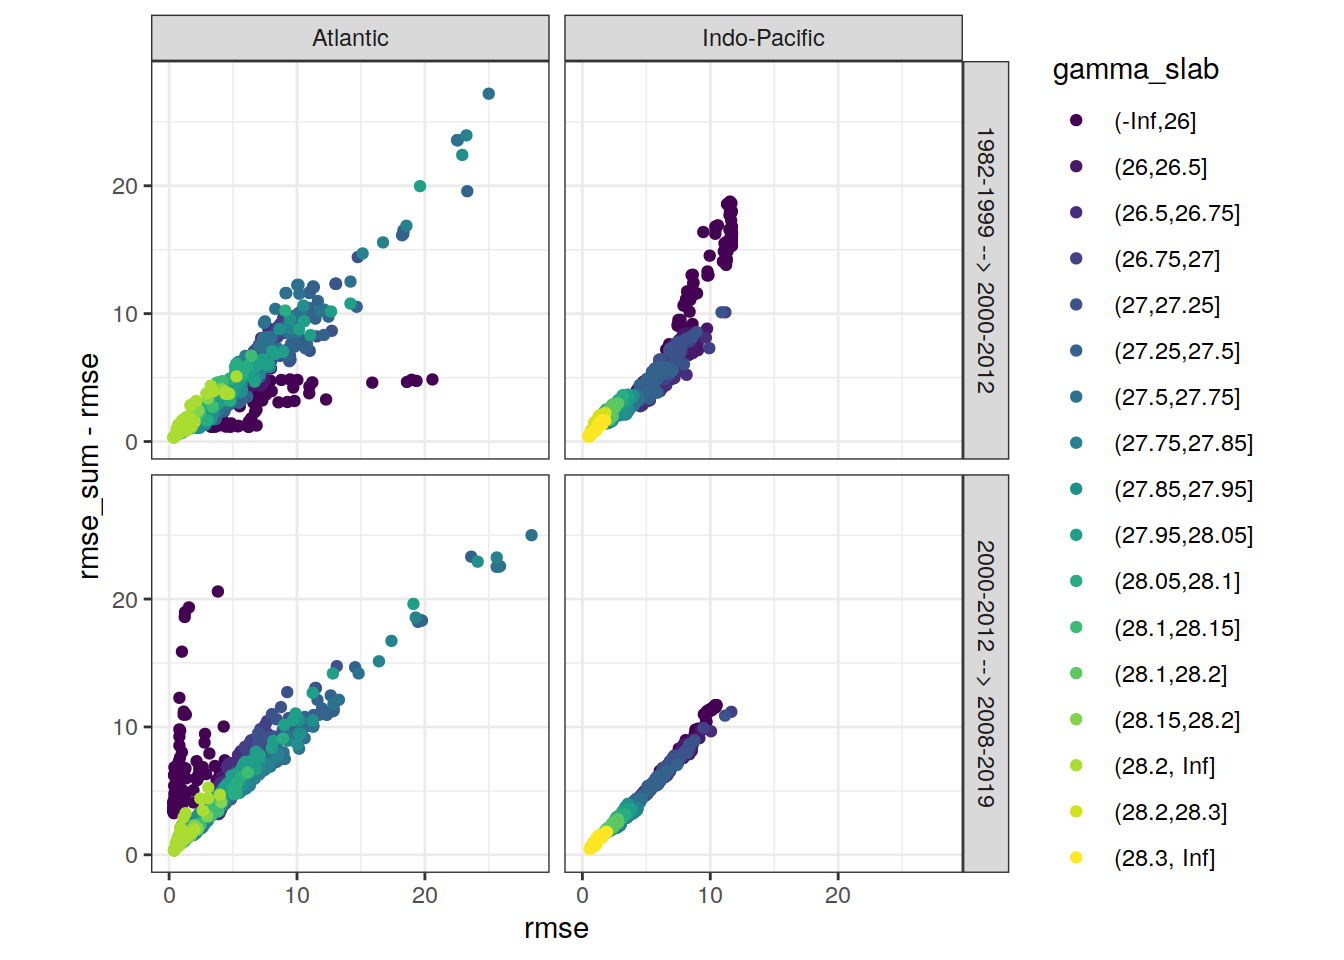 Atlantic
Indo-Pacific
gamma_slab
(-Inf,26]
(26,26.5]
(26.5,26.75]
(26.75,27]
(27,27.25]
(27.25,27.5]
(27.5,27.75]
(27.75,27.85]
(27.85,27.95]
(27.95,28.05]
(28.05,28.1]
(28.1,28.15]
(28.1,28.2]
(28.15,28.2]
(28.2, Inf]
(28.2,28.3]
(28.3, Inf]
1982-1999 --> 2000-2012
2000-2012 --> 2008-2019
rmse_sum - rmse
20
10
0
20
10
0
0 10 20
0 10 20
rmse